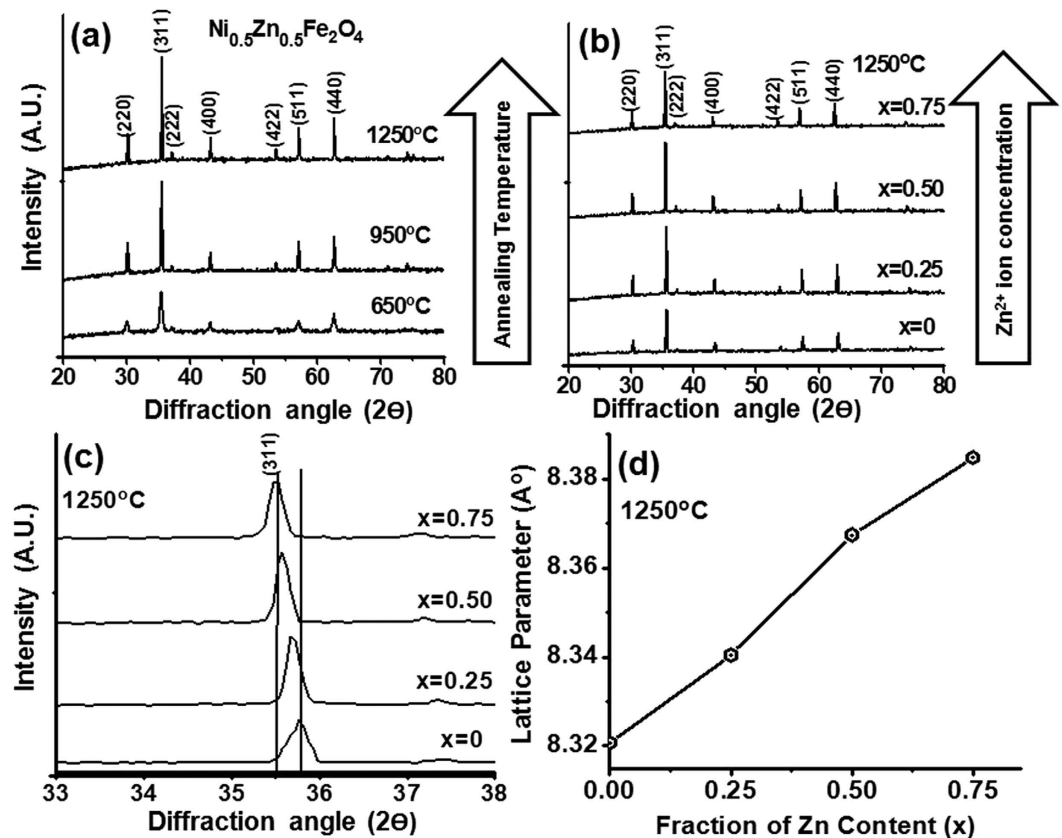 (a)
Ni0.5Zn0.5Fe2O4
(220)
(311)
(222)
(400)
(422)
(511)
(440)
1250°C
950°C
650°C
Intensity (A.U.)
20 30 40 50 60 70 80
Diffraction angle (2ϴ)
Annealing Temperature
(b)
1250°C
(220)
(311)
(222)
(400)
(422)
(511)
(440)
x=0.75
x=0.50
x=0.25
x=0
20 30 40 50 60 70 80
Diffraction angle (2ϴ)
Zn2+ ion concentration
(c)
(311)
1250°C
x=0.75
x=0.50
x=0.25
x=0
Intensity (A.U.)
33 34 35 36 37 38
Diffraction angle (2ϴ)
(d)
1250°C
Lattice Parameter (A°)
8.38
8.36
8.34
8.32
0.00 0.25 0.50 0.75
Fraction of Zn Content (x)